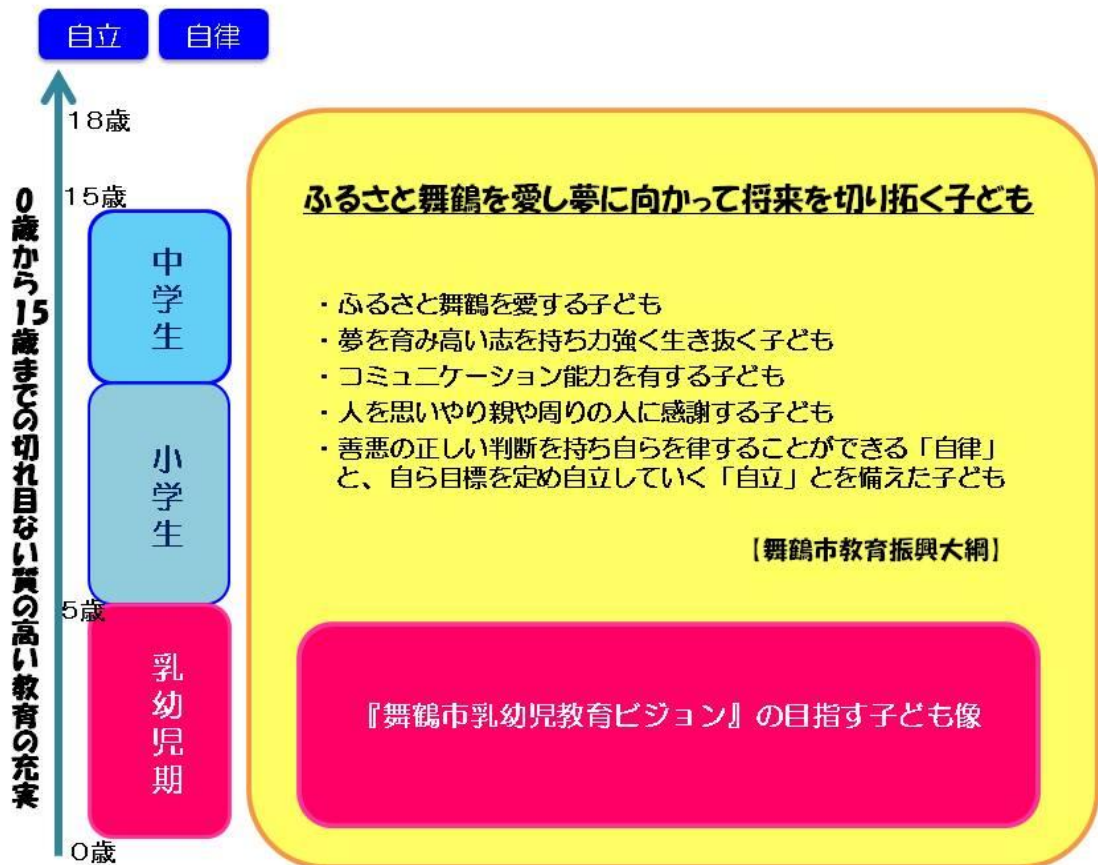 自立
自律
18歳
15歳
0歳から15歳までの切れ目ない質の高い教育の充実
中学生
小学生
5歳
乳幼児期
0歳
ふるさと舞鶴を愛し夢に向かって将来を切り拓く子ども
・ふるさと舞鶴を愛する子ども
・夢を育み高い志を持ち力強く生き抜く子ども
・コミュニケーション能力を有する子ども
・人を思いやり親や周りの人に感謝する子ども
・善悪の正しい判断を持ち自らを律することができる「自律」
と、自ら目標を定め自立していく「自立」とを備えた子ども
【舞鶴市教育振興大綱】
『舞鶴市乳幼児教育ビジョン』の目指す子ども像